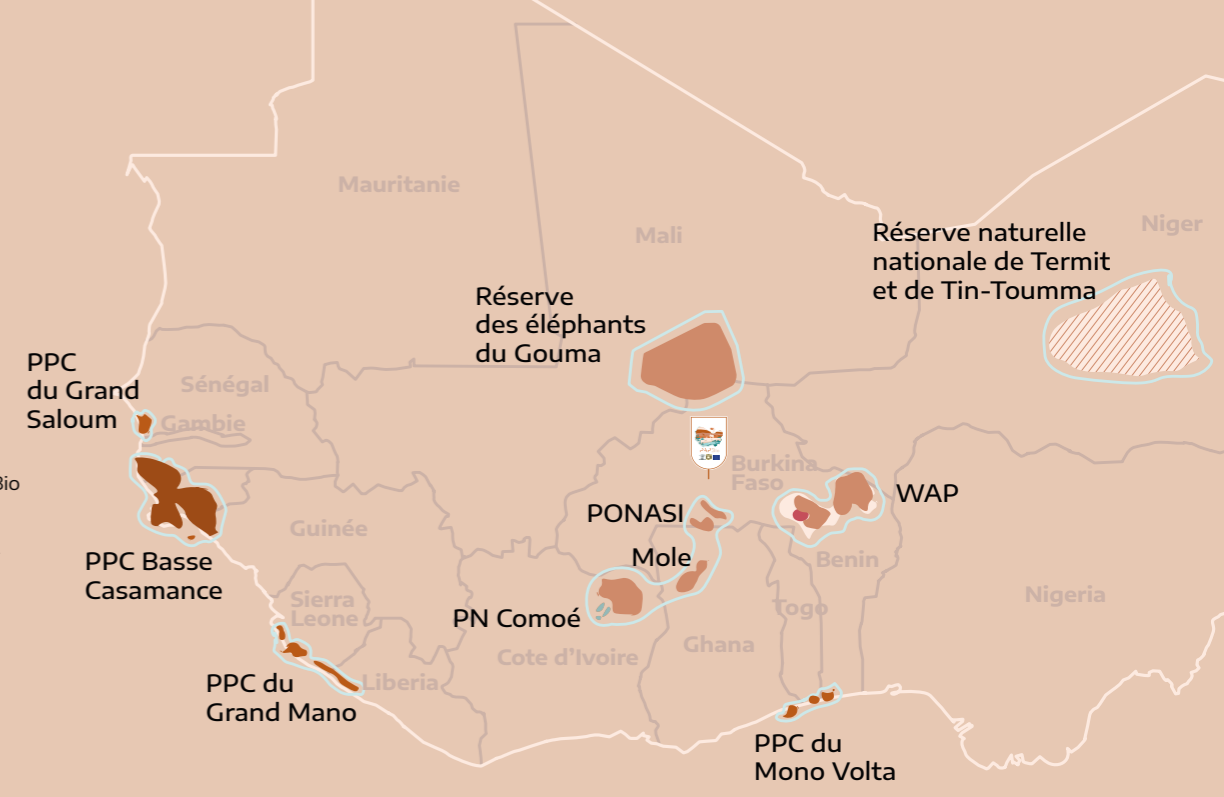 Mauritanie
Mali
Niger
Réserve naturelle
nationale de Termit
et de Tin-Toumma
Réserve
des éléphants
du Gouma
PPC
du Grand
Saloum
Sénégal
Gambie
Bio
Burkina
Faso
WAP
PONASI
Guinée
Mole
PPC Basse
Casamance
Benin
Sierra
Leone
PN Comoé
Togo
Nigeria
Cote d'Ivoire
Ghana
PPC du
Grand Mano
Liberia
PPC du
Mono Volta